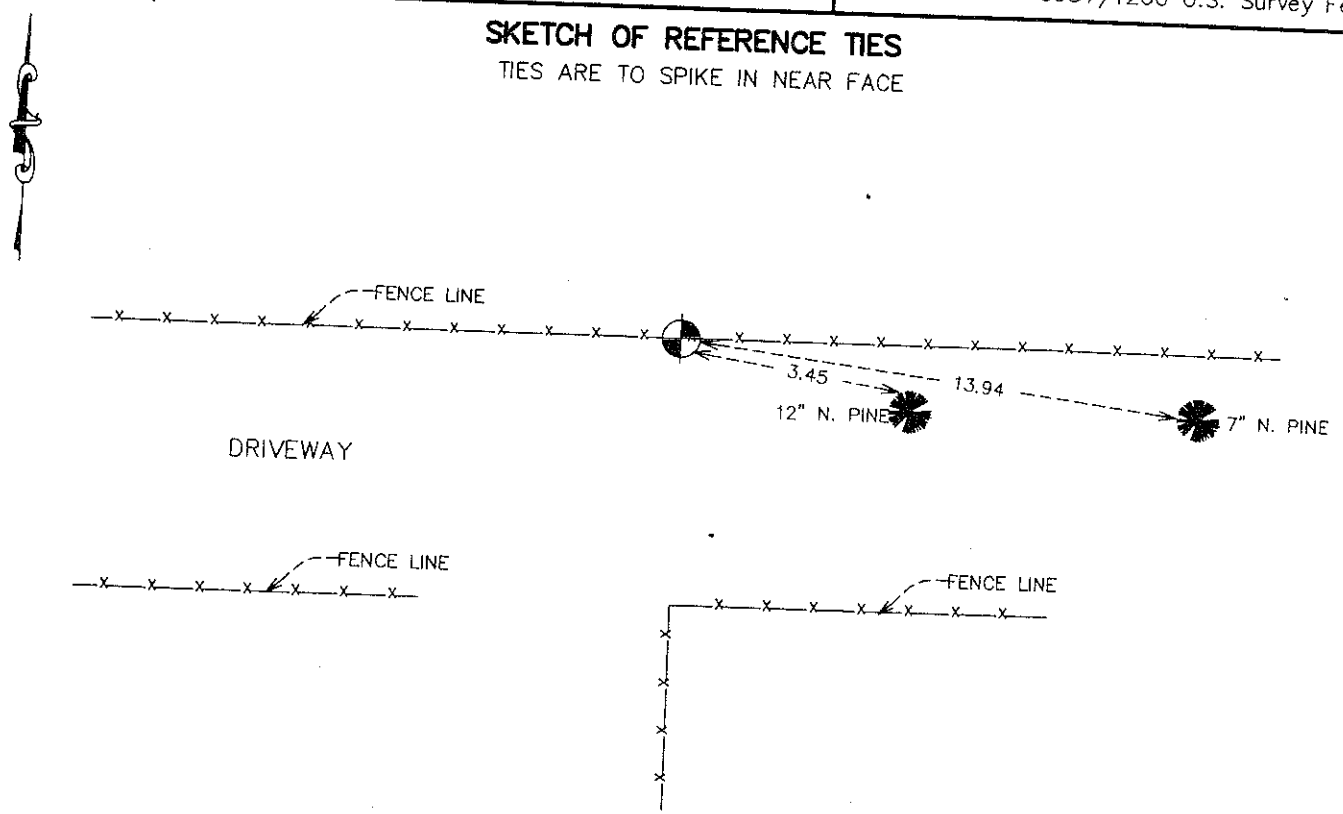 U.S. Survey
SKETCH OF REFERENCE TIES
TIES ARE TO SPIKE IN NEAR FACE
FENCE LINE
3.45
13.94
12" N. PINE
7" N. PINE
DRIVEWAY
FENCE LINE
FENCE LINE